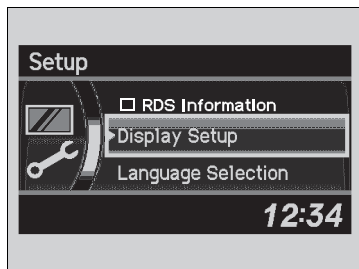 Setup
RDS Information
Display Setup
Language Selection
12:34